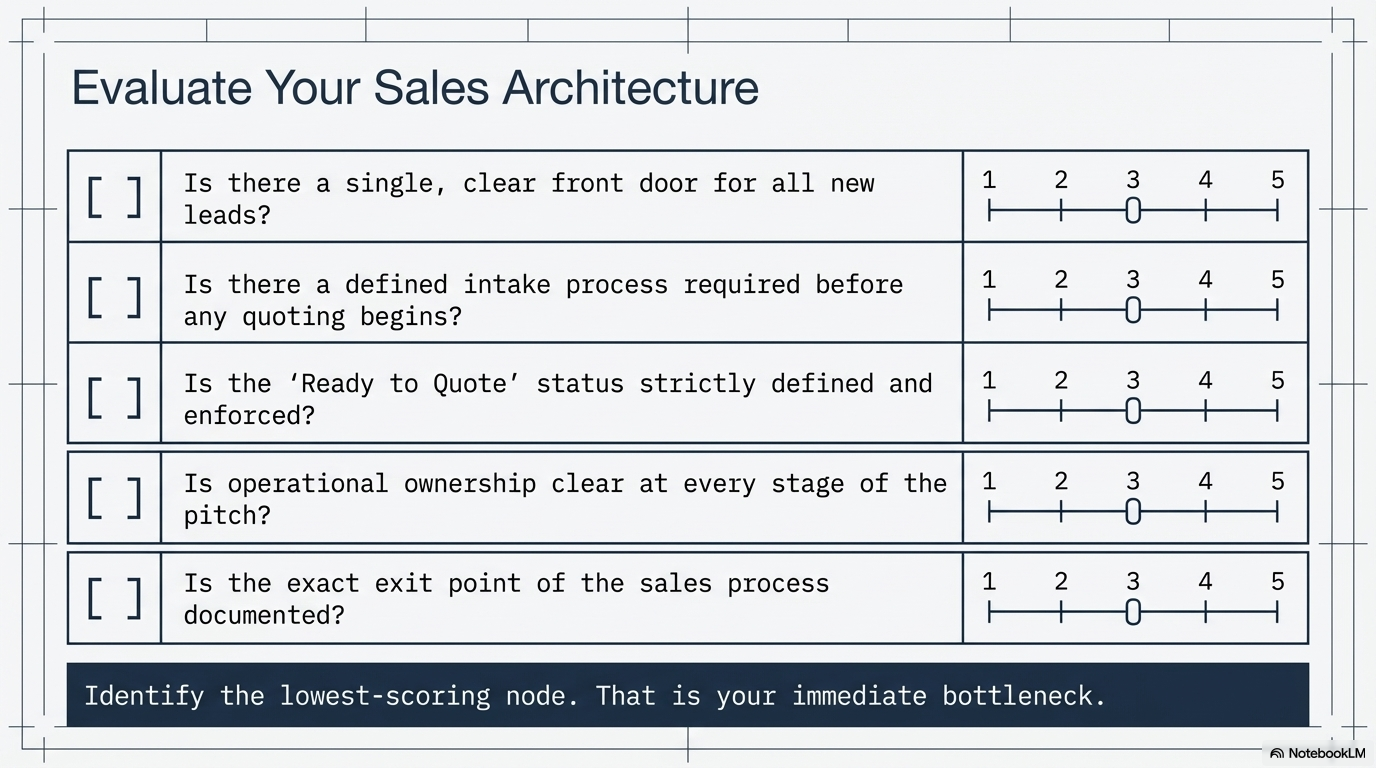 Evaluate Your Sales Architecture
[ ]
Is there a single, clear front door for all new
leads?
1 2 3 4 5
[ ]
Is there a defined intake process required before
any quoting begins?
1 2 3 4 5
[ ]
Is the ‘Ready to Quote’ status strictly defined and
enforced?
1 2 3 4 5
[ ]
Is operational ownership clear at every stage of the
pitch?
1 2 3 4 5
[ ]
Is the exact exit point of the sales process
documented?
1 2 3 4 5
Identify the lowest-scoring node. That is your immediate bottleneck.
NotebookLM